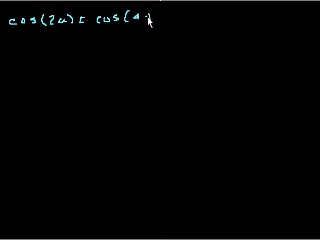 cos(2a) = cos(a